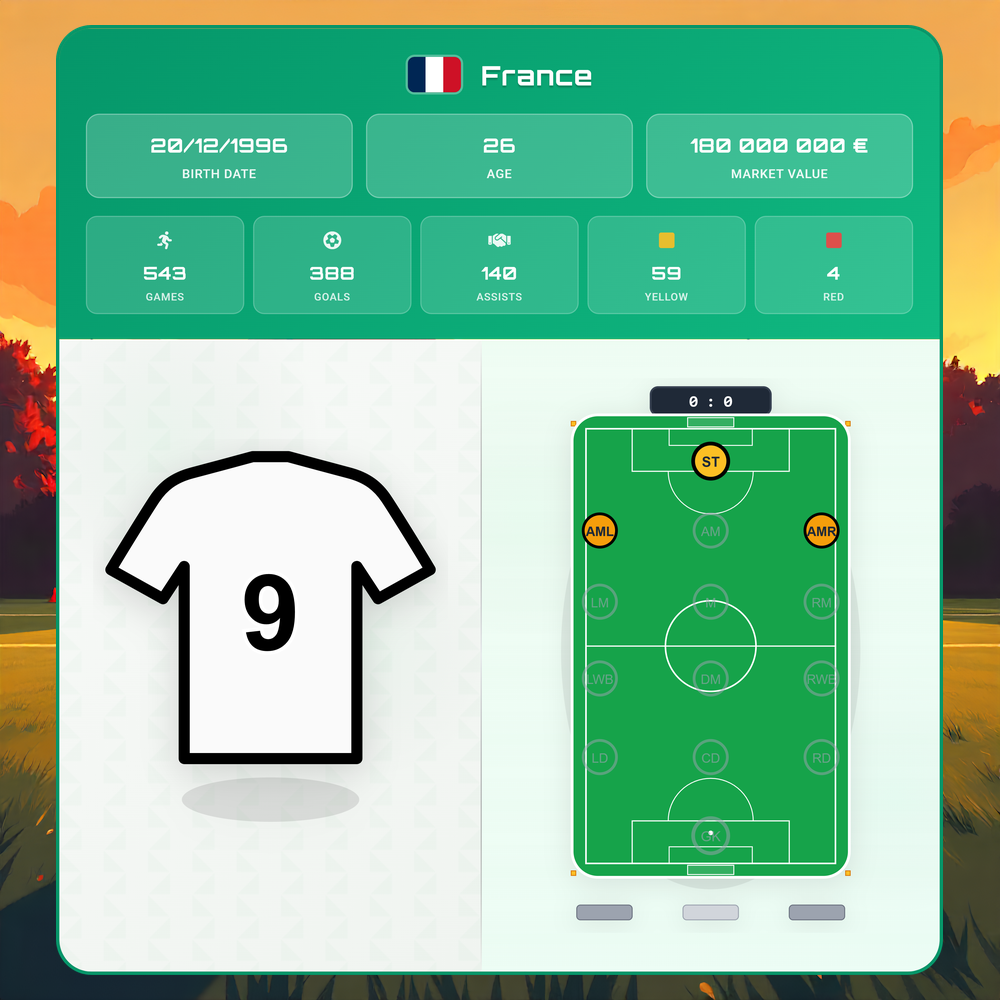 France
20/12/1996
BIRTH DATE
26
AGE
180 000 000 €
MARKET VALUE
543
GAMES
388
GOALS
140
ASSISTS
59
YELLOW
4
RED
9
0 : 0
ST
AML
AM
AMR
LM
M
RM
LWB
DM
RWB
LD
CD
RD
GK